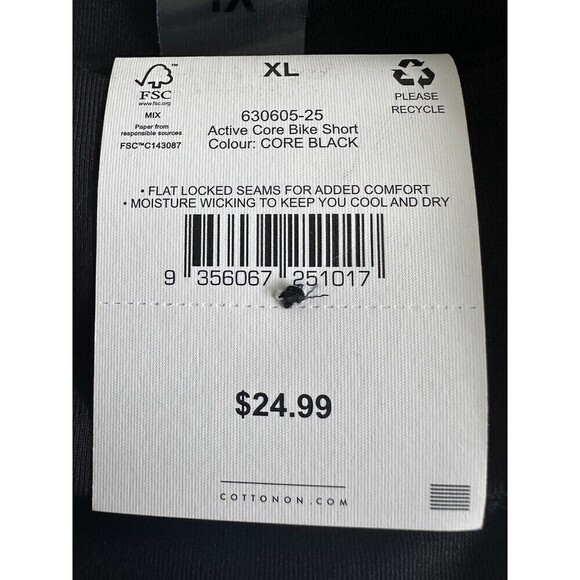 XL
XL
FSC
www.fsc.org
MIX
Paper from
responsible sources
FSC™C143087
PLEASE
RECYCLE
630605-25
Active Core Bike Short
Colour: CORE BLACK
• FLAT LOCKED SEAMS FOR ADDED COMFORT
• MOISTURE WICKING TO KEEP YOU COOL AND DRY
9 356067 251017
$24.99
COTTONON.COM